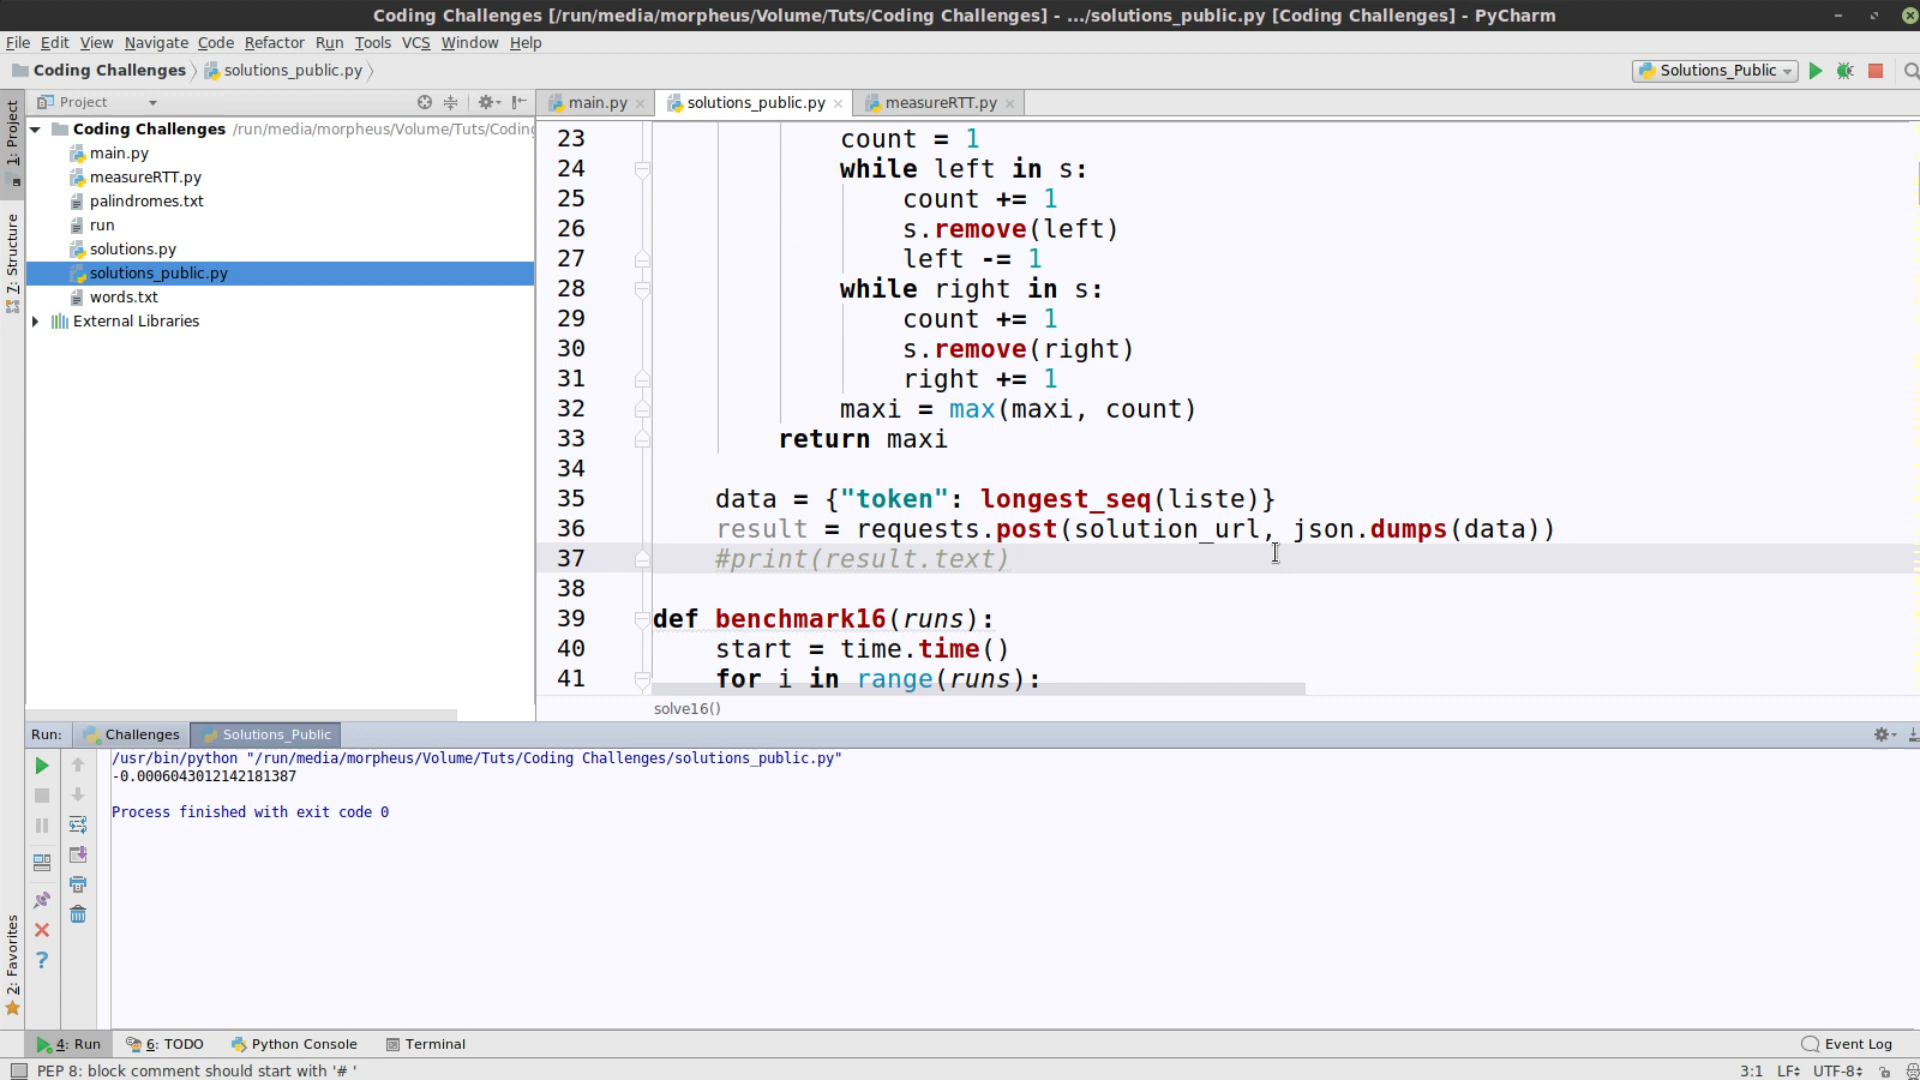 Coding Challenges [/run/media/morpheus/Volume/Tuts/Coding Challenges] - .../solutions_public.py [Coding Challenges] - PyCharm
File Edit View Navigate Code Refactor Run Tools VCS Window Help
Coding Challenges solutions_public.py Solutions_Public
1: Project
7: Structure
2: Favorites
Project
Coding Challenges /run/media/morpheus/Volume/Tuts/Coding
main.py
measureRTT.py
palindromes.txt
run
solutions.py
solutions_public.py
words.txt
External Libraries
main.py solutions_public.py measureRTT.py
23 count = 1
24 while left in s:
25 count += 1
26 s.remove(left)
27 left -= 1
28 while right in s:
29 count += 1
30 s.remove(right)
31 right += 1
32 maxi = max(maxi, count)
33 return maxi
34
35 data = {"token": longest_seq(liste)}
36 result = requests.post(solution_url, json.dumps(data))
37 #print(result.text)
38
39 def benchmark16(runs):
40 start = time.time()
41 for i in range(runs):
solve16()
Run: Challenges Solutions_Public
/usr/bin/python "/run/media/morpheus/Volume/Tuts/Coding Challenges/solutions_public.py"
-0.0006043012142181387
Process finished with exit code 0
4: Run 6: TODO Python Console Terminal Event Log
PEP 8: block comment should start with '# ' 3:1 LF UTF-8